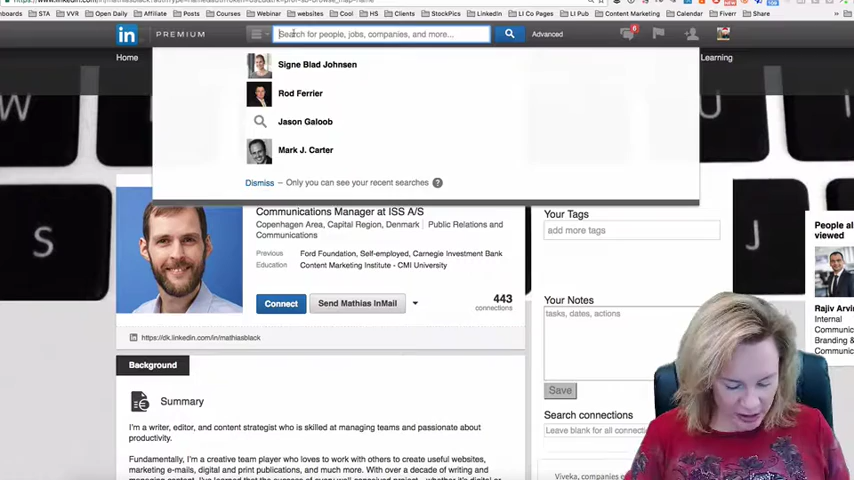 STA
VVR
Open Daily
Affiliate
Posts
Courses
Webinar
websites
Cool
HS
Clients
StockPics
LinkedIn
LI Co Pages
LI Pub
Content Marketing
Calendar
in PREMIUM
Search for people, jobs, companies, and more...
Advanced
Home
Learning
Signe Blad Johnsen
Rod Ferrier
Jason Galoob
Mark J. Carter
Dismiss – Only you can see your recent searches ?
S
J
Communications Manager at ISS A/S
Copenhagen Area, Capital Region, Denmark | Public Relations and
Communications
Previous Ford Foundation, Self-employed, Carnegie Investment Bank
Education Content Marketing Institute - CMI University
Connect
Send Mathias InMail
443
connections
https://dk.linkedin.com/in/mathiasblack
Your Tags
add more tags
Your Notes
tasks, dates, actions
Save
Search connections
Leave blank for all
People al
viewed
Rajiv Arvi
Internal
Communic
Branding &
Communic
Background
Summary
I'm a writer, editor, and content strategist who is skilled at managing teams and passionate about
productivity.
Fundamentally, I'm a creative team player who loves to work with others to create useful websites,
marketing e-mails, digital and print publications, and much more. With over a decade of writing and
Viveka, companies